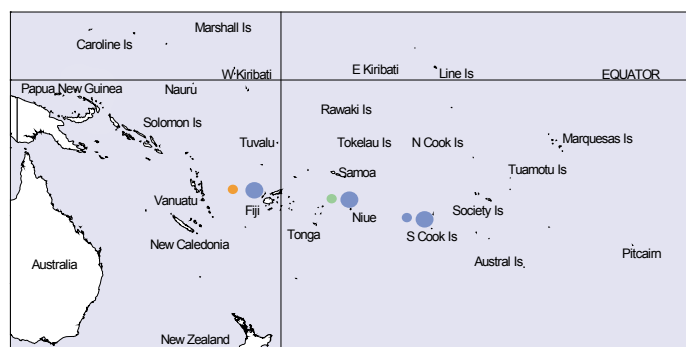 Marshall Is
Caroline Is
W Kiribati
E Kiribati
Line Is
EQUATOR
Papua New Guinea
Nauru
Rawaki Is
Solomon Is
Tuvalu
Tokelau Is
N Cook Is
Marquesas Is
Samoa
Tuamotu Is
Vanuatu
Fiji
Niue
Society Is
Tonga
S Cook Is
New Caledonia
Pitcairn
Australia
Austral Is
New Zealand